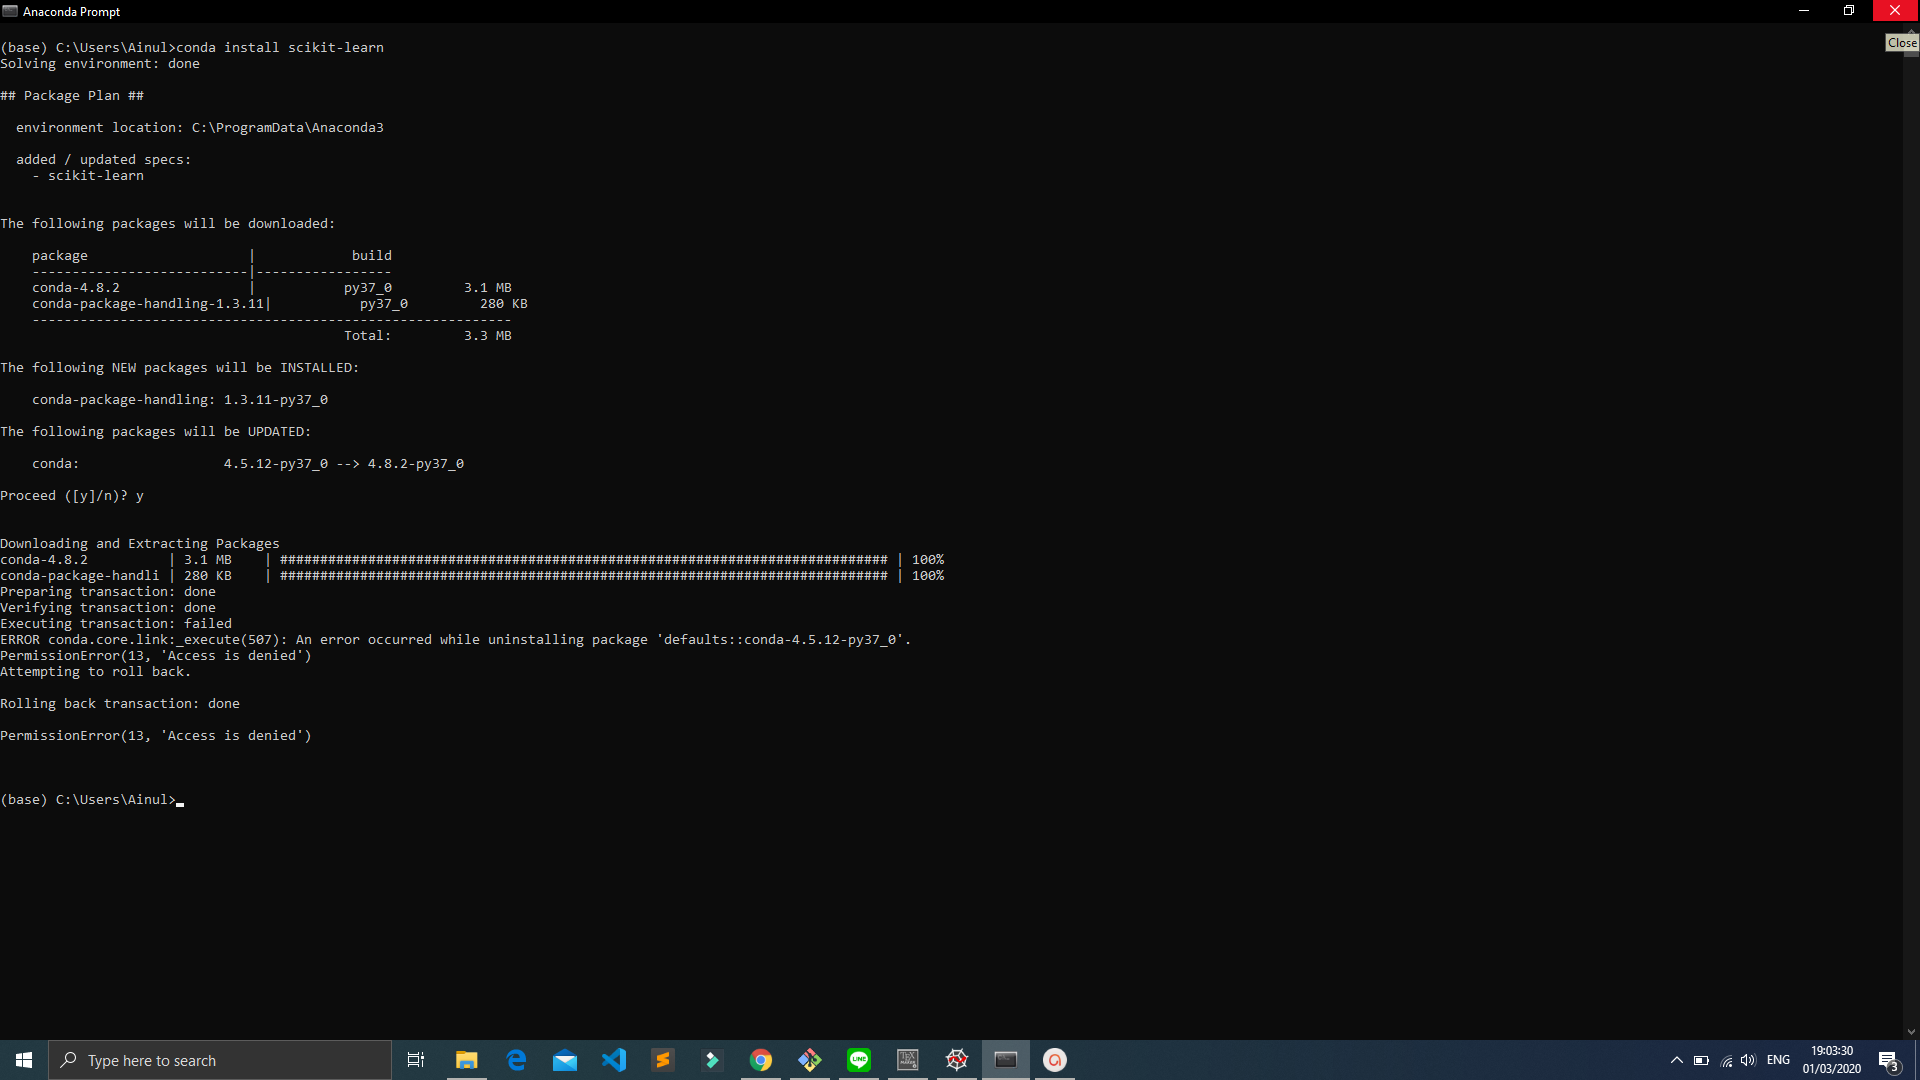 Anaconda Prompt
Close
(base) C:\Users\Ainul>conda install scikit-learn
Solving environment: done
## Package Plan ##
environment location: C:\ProgramData\Anaconda3
added / updated specs:
- scikit-learn
The following packages will be downloaded:
package | build
---------------------------|-----------------
conda-4.8.2 | py37_0 3.1 MB
conda-package-handling-1.3.11| py37_0 280 KB
------------------------------------------------------------
Total: 3.3 MB
The following NEW packages will be INSTALLED:
conda-package-handling: 1.3.11-py37_0
The following packages will be UPDATED:
conda: 4.5.12-py37_0 --> 4.8.2-py37_0
Proceed ([y]/n)? y
Downloading and Extracting Packages
conda-4.8.2 | 3.1 MB | ############################################################################ | 100%
conda-package-handli | 280 KB | ############################################################################ | 100%
Preparing transaction: done
Verifying transaction: done
Executing transaction: failed
ERROR conda.core.link:_execute(507): An error occurred while uninstalling package 'defaults::conda-4.5.12-py37_0'.
PermissionError(13, 'Access is denied')
Attempting to roll back.
Rolling back transaction: done
PermissionError(13, 'Access is denied')
(base) C:\Users\Ainul>
Type here to search
LINE
TEX
MAKER
ENG
19:03:30
01/03/2020
3